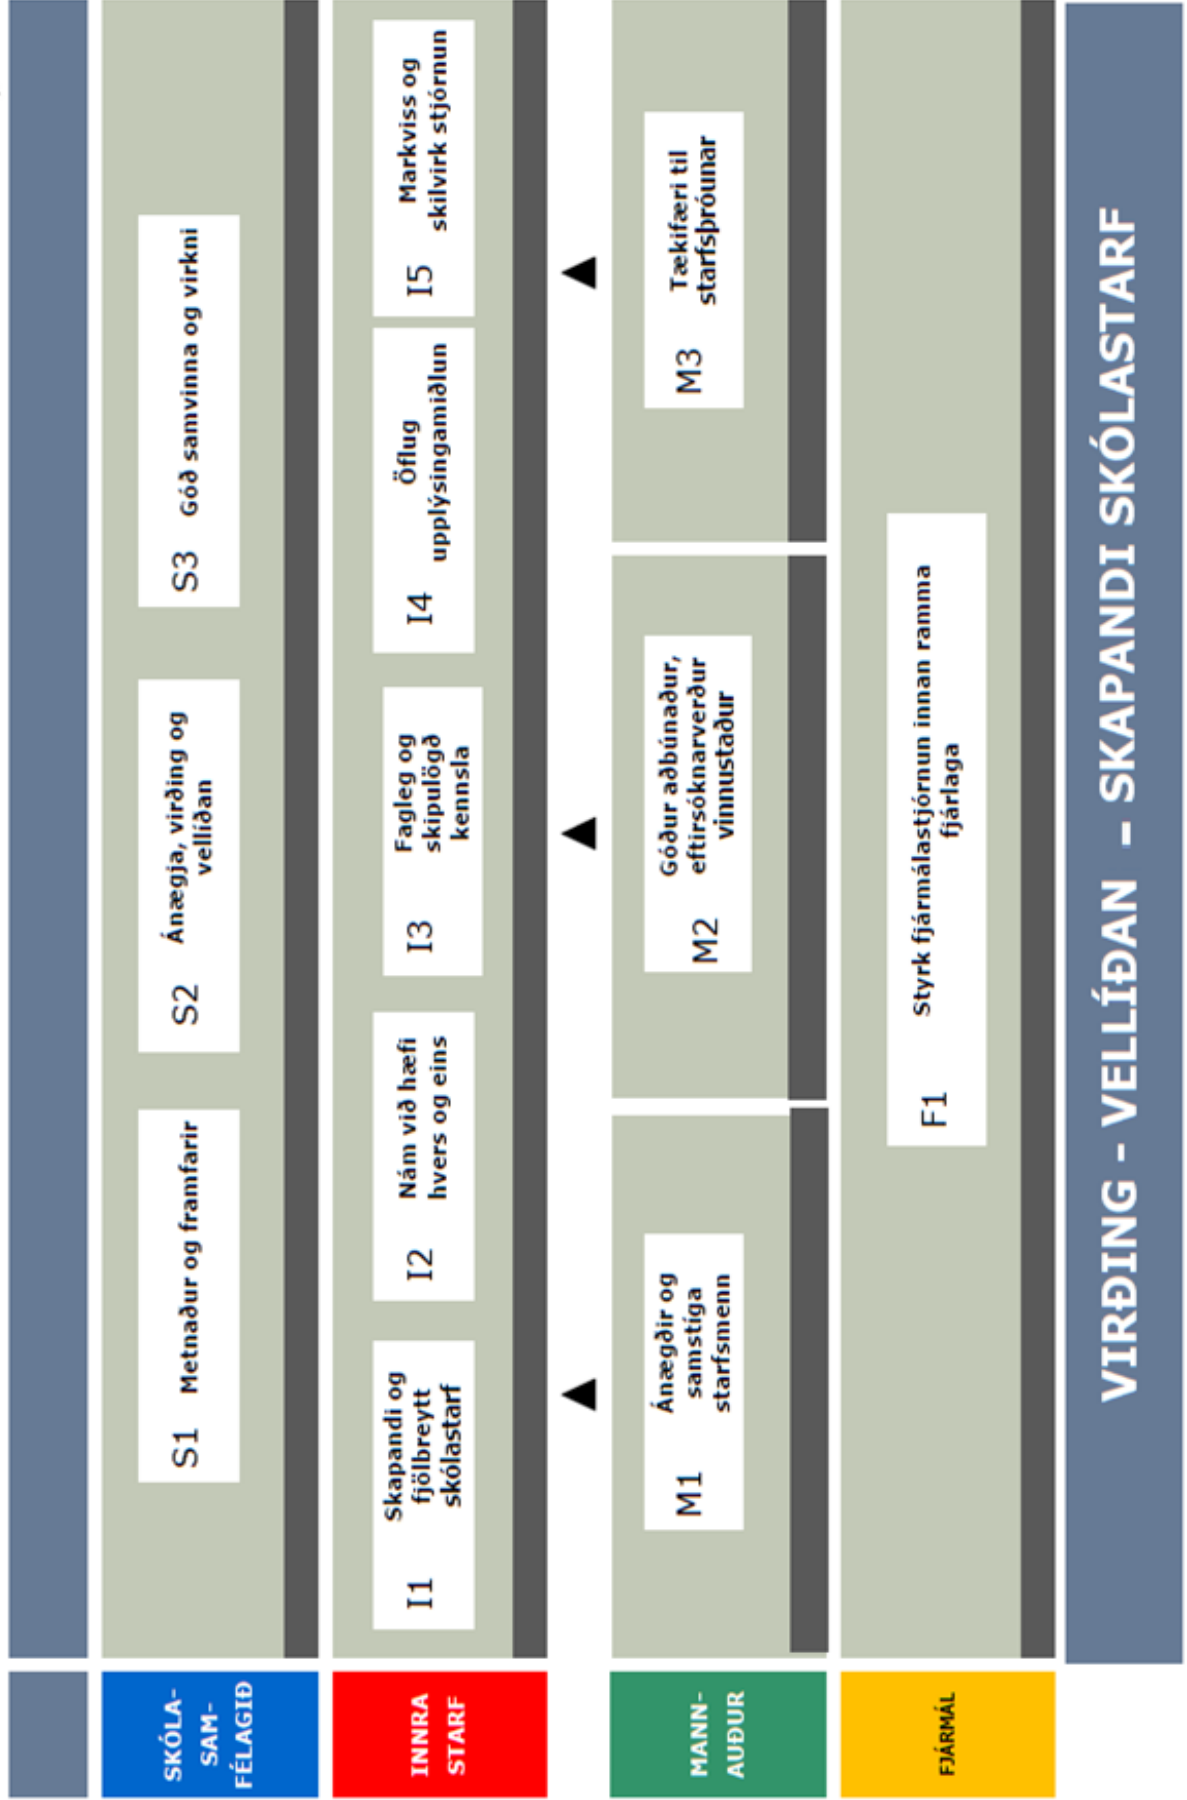 SKÓLA-
SAM-
FÉLAGIÐ
S1 Metnaður og framfarir
S2 Ánægja, virðing og
vellíðan
S3 Góð samvinna og virkni
INNRA
STARF
I1 Skapandi og
fjölbreytt
skólastarf
I2 Nám við hæfi
hvers og eins
I3 Fagleg og
skipulögð
kennsla
I4 Öflug
upplýsingamiðlun
I5 Markviss og
skilvirk stjórnun
MANN-
AUÐUR
M1 Ánægðir og
samstíga
starfsmenn
M2 Góður aðbúnaður,
eftirsóknarverður
vinnustaður
M3 Tækifæri til
starfsþróunar
FJÁRMÁL
F1 Styrk fjármálastjórnun innan ramma
fjárlaga
VIRÐING - VELLÍÐAN – SKAPANDI SKÓLASTARF